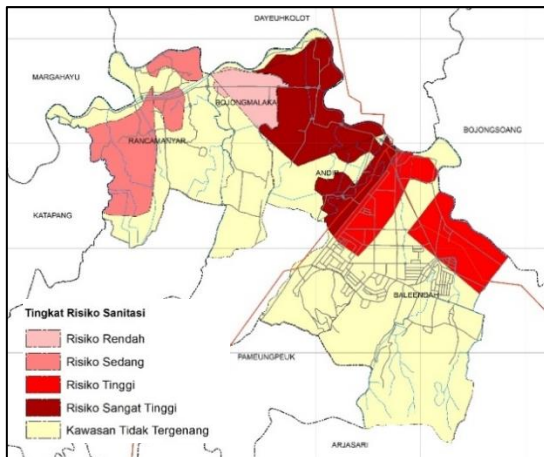 DAYEUHKOLOT
MARGAHAYU
BOJONGMALAKA
BOJONGSOANG
RANCAMANYAR
ANDIR
KATAPANG
BALEENDAH
PAMEUNGPEUK
ARJASARI
Tingkat Risiko Sanitasi
Risiko Rendah
Risiko Sedang
Risiko Tinggi
Risiko Sangat Tinggi
Kawasan Tidak Tergenang